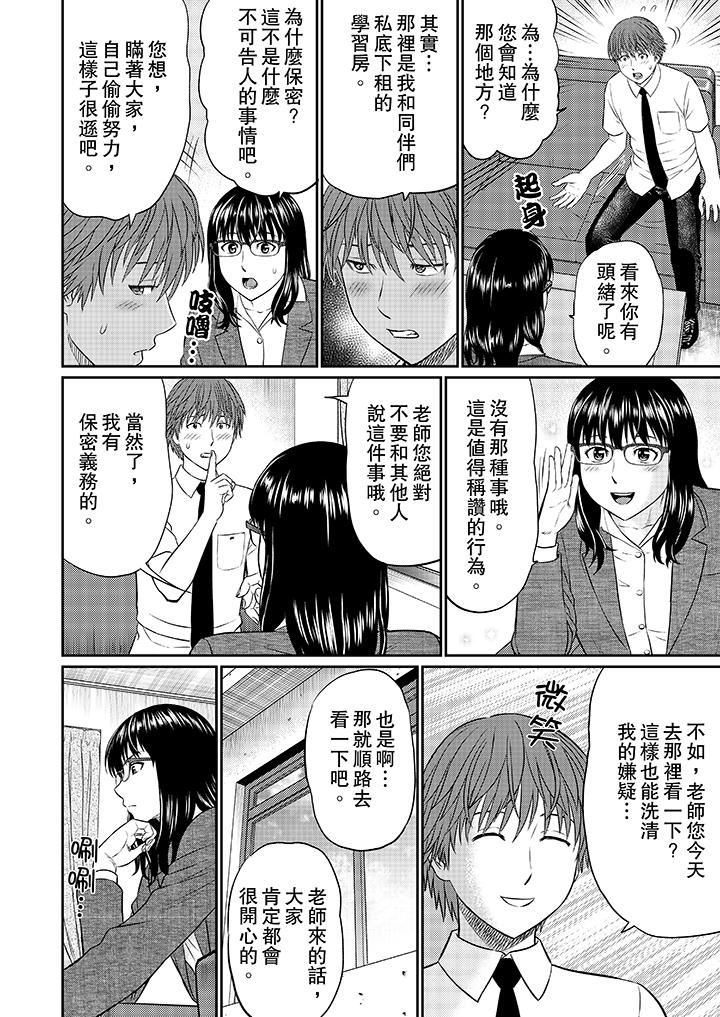 為…為什麼
您會知道
那個地方？
起身
看來你有
頭緒了呢。
其實…
那裡是我和同伴們
私底下租的
學習房。
為什麼保密？
這不是什麼
不可告人的事情吧。
您想，
瞞著大家，
自己偷偷努力，
這樣子很遜吧。
吱嚕…
沒有那種事哦。
這是值得稱讚的行為。
老師您絕對
不要和其他人
說這件事哦。
當然了，
我有
保密義務的。
不如，老師您今天
去那裡看一下？
這樣也能洗清
我的嫌疑…
微笑
也是啊…
那就順路去
看一下吧。
老師來的話，
大家
肯定都會
很開心的。
唰
唰…